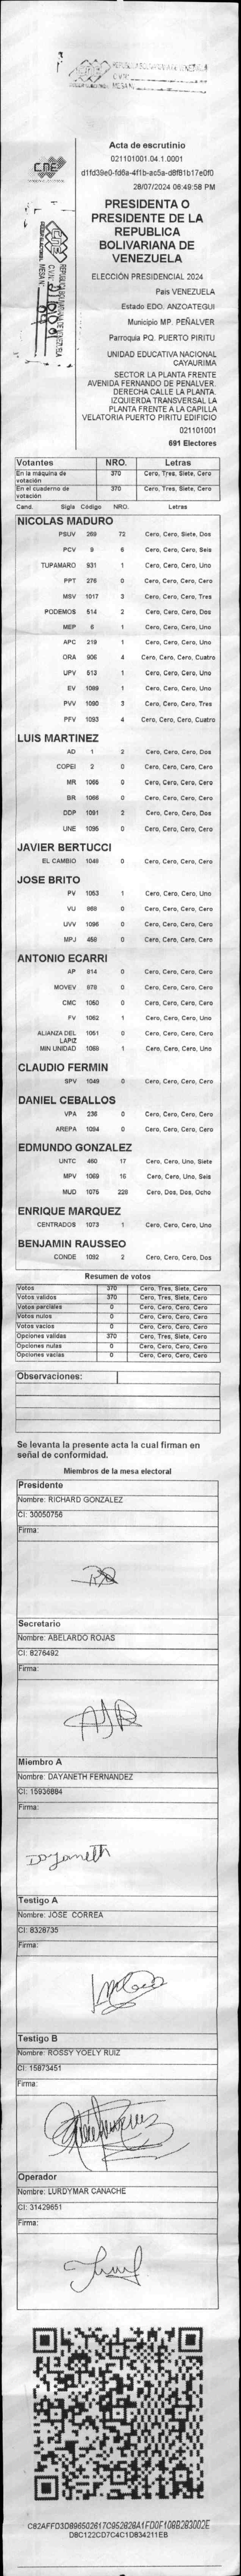 CNE
Acta de escrutinio
021101001.04.1.0001
d1fd39e0-fd6a-4f1b-ac5a-d8f81b17e0f0
28/07/2024 06:49:58 PM
PRESIDENTA O
PRESIDENTE DE LA
REPUBLICA
BOLIVARIANA DE
VENEZUELA
ELECCIÓN PRESIDENCIAL 2024
País VENEZUELA
Estado EDO. ANZOATEGUI
Municipio MP. PEÑALVER
Parroquia PQ. PUERTO PIRITU
UNIDAD EDUCATIVA NACIONAL
CAYAURIMA
SECTOR LA PLANTA FRENTE
AVENIDA FERNANDO DE PENALVER.
DERECHA CALLE LA PLANTA.
IZQUIERDA TRANSVERSAL LA
PLANTA FRENTE A LA CAPILLA
VELATORIA PUERTO PIRITU EDIFICIO
021101001
691 Electores
Votantes NRO. Letras
En la máquina de votación 370 Cero, Tres, Siete, Cero
En el cuaderno de votación 370 Cero, Tres, Siete, Cero
Cand. Sigla Código NRO. Letras
NICOLAS MADURO
PSUV 269 72 Cero, Cero, Siete, Dos
PCV 9 6 Cero, Cero, Cero, Seis
TUPAMARO 931 1 Cero, Cero, Cero, Uno
PPT 276 0 Cero, Cero, Cero, Cero
MSV 1017 3 Cero, Cero, Cero, Tres
PODEMOS 514 2 Cero, Cero, Cero, Dos
MEP 6 1 Cero, Cero, Cero, Uno
APC 219 1 Cero, Cero, Cero, Uno
ORA 906 4 Cero, Cero, Cero, Cuatro
UPV 513 1 Cero, Cero, Cero, Uno
EV 1089 1 Cero, Cero, Cero, Uno
PVV 1090 3 Cero, Cero, Cero, Tres
PFV 1093 4 Cero, Cero, Cero, Cuatro
LUIS MARTINEZ
AD 1 2 Cero, Cero, Cero, Dos
COPEI 2 0 Cero, Cero, Cero, Cero
MR 1065 0 Cero, Cero, Cero, Cero
BR 1066 0 Cero, Cero, Cero, Cero
DDP 1091 2 Cero, Cero, Cero, Dos
UNE 1095 0 Cero, Cero, Cero, Cero
JAVIER BERTUCCI
EL CAMBIO 1048 0 Cero, Cero, Cero, Cero
JOSE BRITO
PV 1053 1 Cero, Cero, Cero, Uno
VU 868 0 Cero, Cero, Cero, Cero
UVV 1096 0 Cero, Cero, Cero, Cero
MPJ 458 0 Cero, Cero, Cero, Cero
ANTONIO ECARRI
AP 814 0 Cero, Cero, Cero, Cero
MOVEV 978 0 Cero, Cero, Cero, Cero
CMC 1050 0 Cero, Cero, Cero, Cero
FV 1062 1 Cero, Cero, Cero, Uno
ALIANZA DEL LAPIZ 1051 0 Cero, Cero, Cero, Cero
MIN UNIDAD 1068 1 Cero, Cero, Cero, Uno
CLAUDIO FERMIN
SPV 1049 0 Cero, Cero, Cero, Cero
DANIEL CEBALLOS
VPA 236 0 Cero, Cero, Cero, Cero
AREPA 1094 0 Cero, Cero, Cero, Cero
EDMUNDO GONZALEZ
UNTC 460 17 Cero, Cero, Uno, Siete
MPV 1069 16 Cero, Cero, Uno, Seis
MUD 1075 228 Cero, Dos, Dos, Ocho
ENRIQUE MARQUEZ
CENTRADOS 1073 1 Cero, Cero, Cero, Uno
BENJAMIN RAUSSEO
CONDE 1092 2 Cero, Cero, Cero, Dos
Resumen de votos
Votos 370 Cero, Tres, Siete, Cero
Votos validos 370 Cero, Tres, Siete, Cero
Votos parciales 0 Cero, Cero, Cero, Cero
Votos nulos 0 Cero, Cero, Cero, Cero
Votos vacíos 0 Cero, Cero, Cero, Cero
Opciones validas 370 Cero, Tres, Siete, Cero
Opciones nulas 0 Cero, Cero, Cero, Cero
Opciones vacías 0 Cero, Cero, Cero, Cero
Observaciones:
Se levanta la presente acta la cual firman en
señal de conformidad.
Miembros de la mesa electoral
Presidente
Nombre: RICHARD GONZALEZ
CI: 30050756
Firma:
Secretario
Nombre: ABELARDO ROJAS
CI: 8276492
Firma:
Miembro A
Nombre: DAYANETH FERNANDEZ
CI: 15936884
Firma:
Dayaneth
Testigo A
Nombre: JOSE CORREA
CI: 8328735
Firma:
Testigo B
Nombre: ROSSY YOELY RUIZ
CI: 15873451
Firma:
Operador
Nombre: LURDYMAR CANACHE
CI: 31429651
Firma:
C82AFFD3D896502617C952828A1FD0F10BB283002E
D8C122CD7C4C1D834211EB